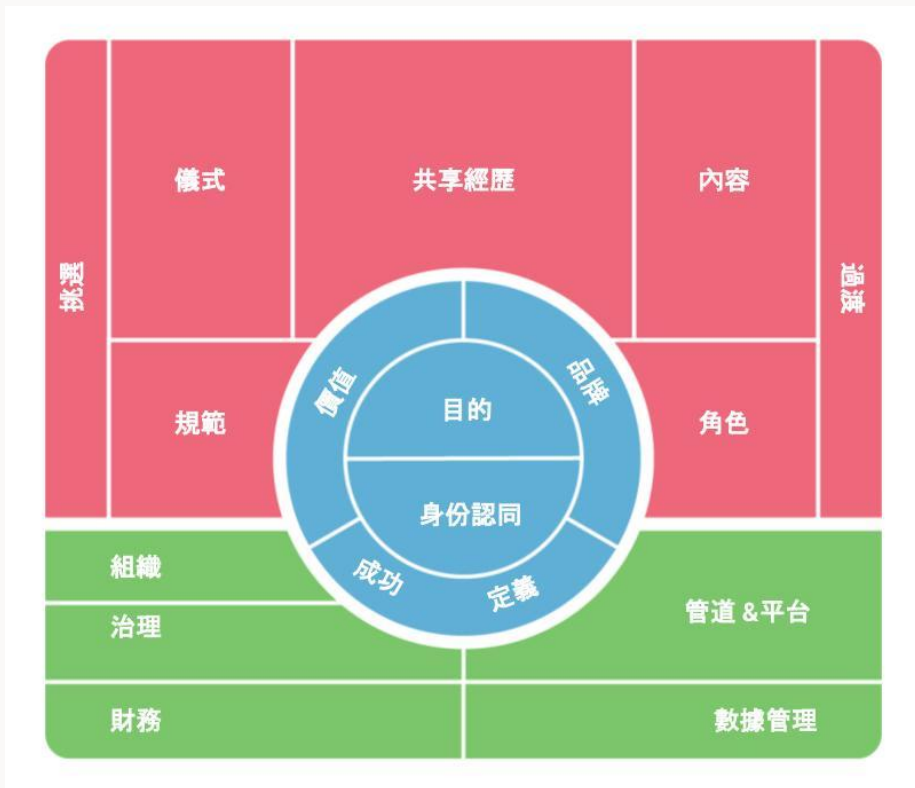 挑選
儀式
共享經歷
內容
過渡
規範
角色
價值
品牌
目的
身份認同
成功
定義
組織
治理
管道 &平台
財務
數據管理